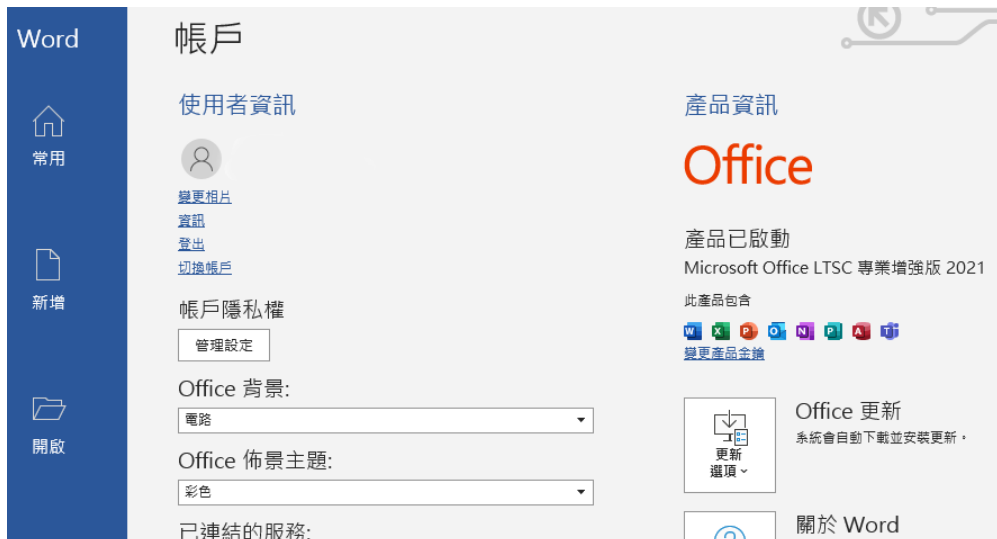 Word
常用
新增
開啟
帳戶
使用者資訊
變更相片
資訊
登出
切換帳戶
帳戶隱私權
管理設定
Office 背景:
電路
Office 佈景主題:
彩色
已連結的服務:
產品資訊
Office
產品已啟動
Microsoft Office LTSC 專業增強版 2021
此產品包含
變更產品金鑰
更新
選項
Office 更新
系統會自動下載並安裝更新。
關於 Word